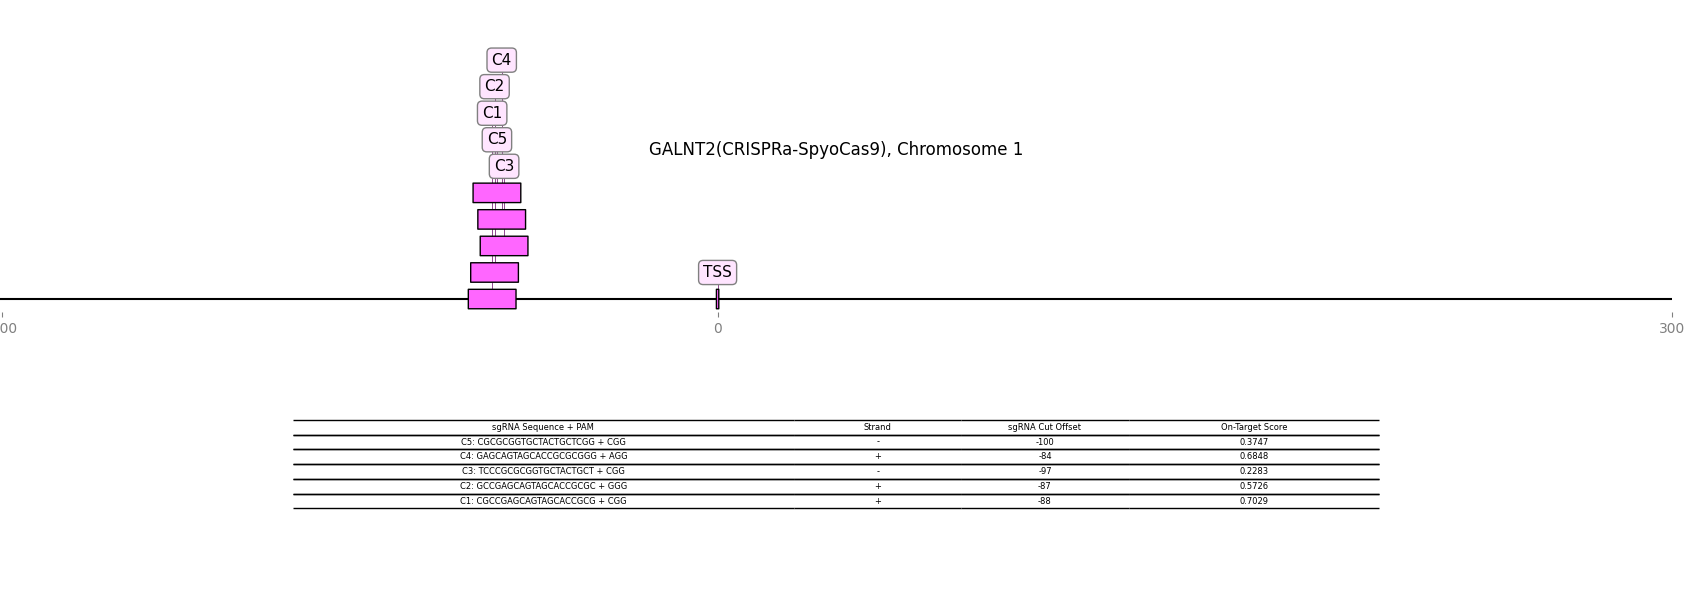 C4
C2
C1
C5
C3
GALNT2(CRISPRa-SpyoCas9), Chromosome 1
TSS
00 0 300
sgRNA Sequence + PAM Strand sgRNA Cut Offset On-Target Score
C5: CGCGCGGTGCTACTGCTCGG + CGG - -100 0.3747
C4: GAGCAGTAGCACCGCGCGGG + AGG + -84 0.6848
C3: TCCCGCGCGGTGCTACTGCT + CGG - -97 0.2283
C2: GCCGAGCAGTAGCACCGCGC + GGG + -87 0.5726
C1: CGCCGAGCAGTAGCACCGCG + CGG + -88 0.7029